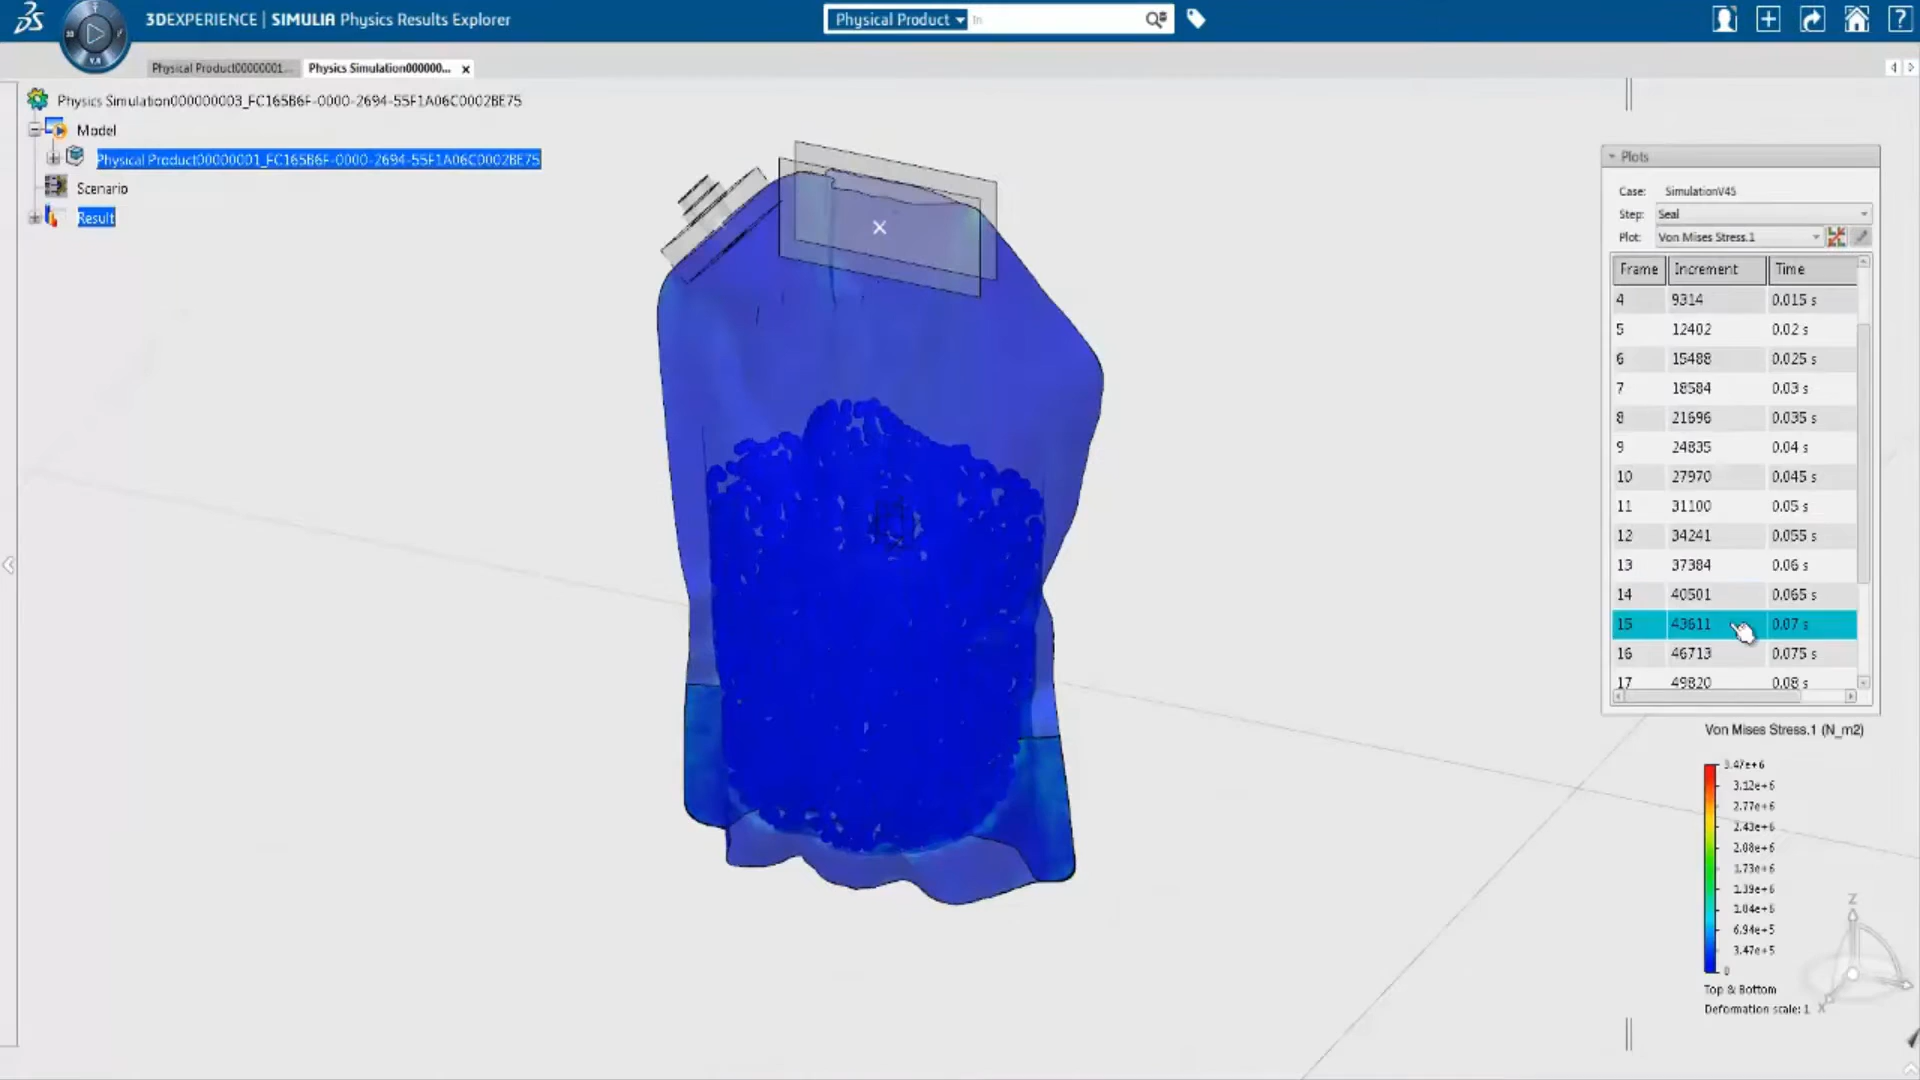 3DEXPERIENCE | SIMULIA Physics Results Explorer
Physical Product
In
Physical Product00000001...
Physics Simulation000000...
Physics Simulation000000003_FC165B6F-0000-2694-55F1A06C0002BE75
Model
Physical Product00000001_FC165B6F-0000-2694-55F1A06C0002BE75
Scenario
Result
Plots
Case: SimulationV45
Step: Seal
Plot: Von Mises Stress.1
Frame Increment Time
4 9314 0.015 s
5 12402 0.02 s
6 15488 0.025 s
7 18584 0.03 s
8 21696 0.035 s
9 24835 0.04 s
10 27970 0.045 s
11 31100 0.05 s
12 34241 0.055 s
13 37384 0.06 s
14 40501 0.065 s
15 43611 0.07 s
16 46713 0.075 s
17 49820 0.08 s
Von Mises Stress.1 (N_m2)
3.47e+6
3.12e+6
2.77e+6
2.43e+6
2.08e+6
1.73e+6
1.39e+6
1.04e+6
6.94e+5
3.47e+5
0
Top & Bottom
Deformation scale: 1
Z
X